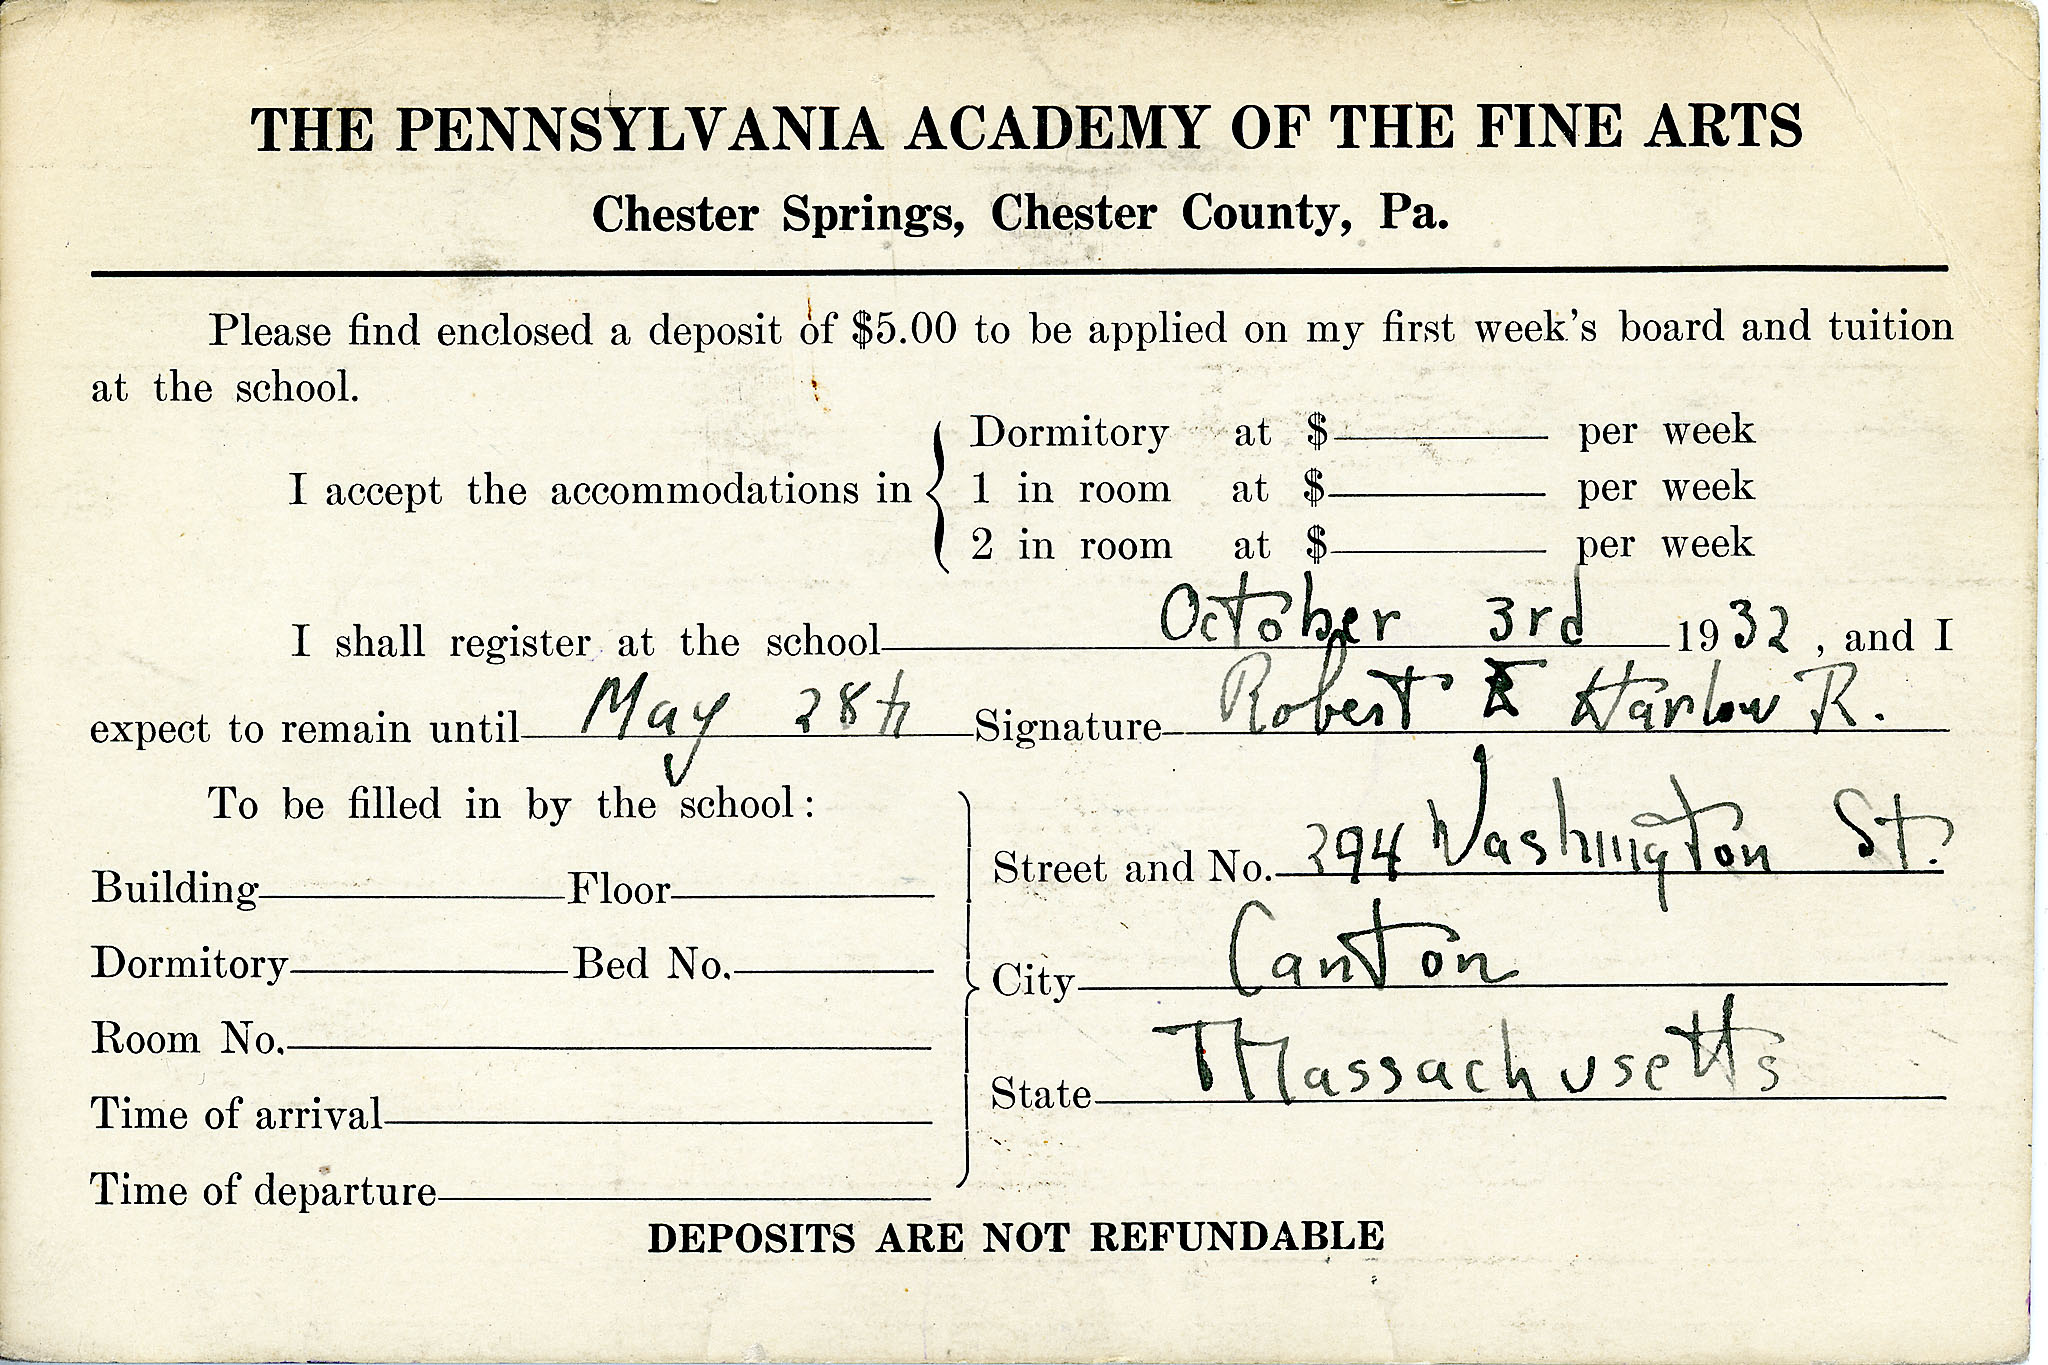 THE PENNSYLVANIA ACADEMY OF THE FINE ARTS
Chester Springs, Chester County, Pa.
Please find enclosed a deposit of $5.00 to be applied on my first week's board and tuition
at the school.
Dormitory at $ per week
I accept the accommodations in 1 in room at $ per week
2 in room at $ per week
I shall register at the school October 3rd 1932, and I
expect to remain until May 28th Signature Robert Harlow R.
To be filled in by the school:
Street and No. 294 Washington St.
Building Floor
City Canton
Dormitory Bed No.
Room No.
State Massachusetts
Time of arrival
Time of departure
DEPOSITS ARE NOT REFUNDABLE